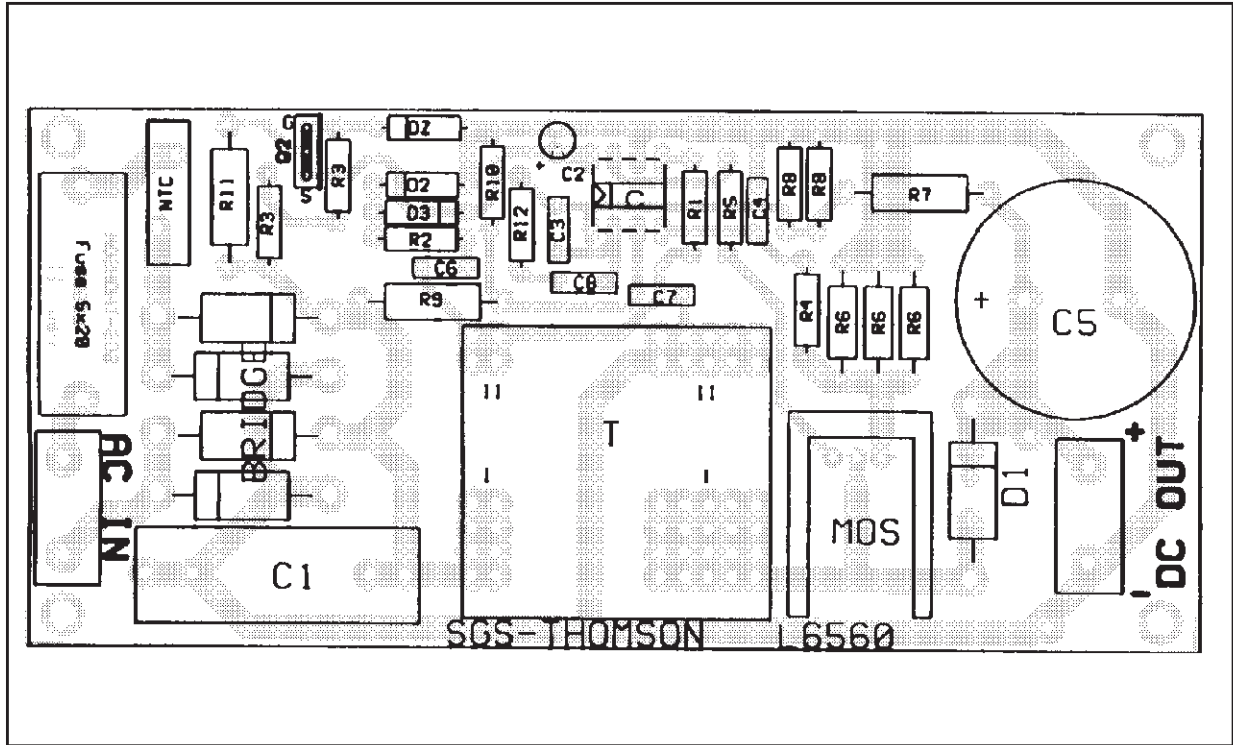 G
Q2
S
DZ
NTC
R11
R3
R3
D2
D3
R2
C6
R9
R10
R12
C3
+
C2
C8
C7
R1
R5
C4
R8
R8
R7
R4
R6
R6
R6
+
C5
Fuse 5x20
BRIDGE
II
II
T
I
I
AC IN
C1
MOS
D1
+
DC OUT
-
SGS-THOMSON
L6560